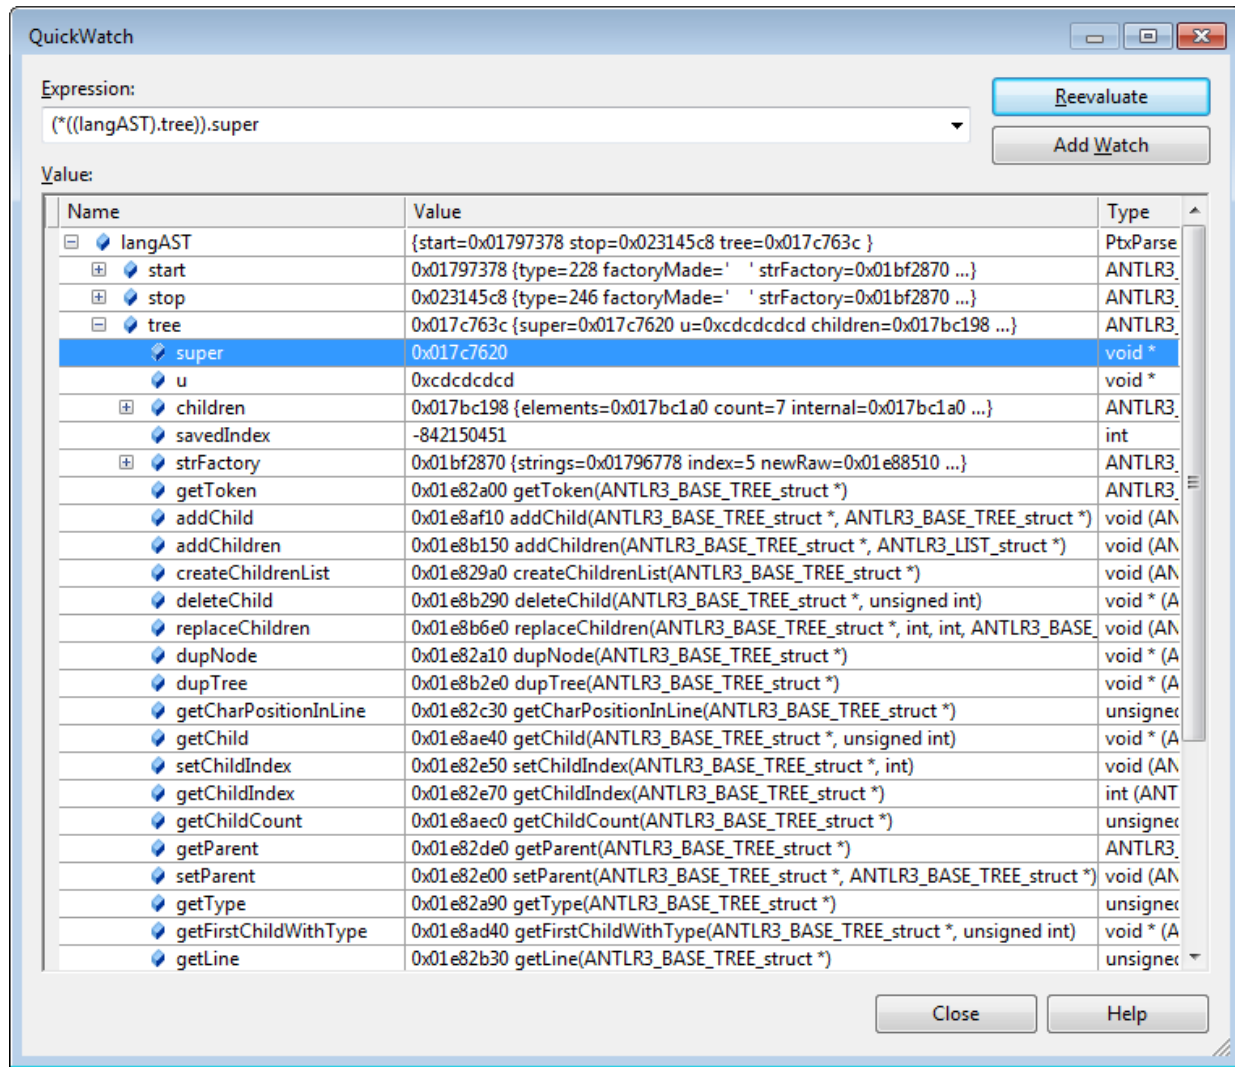 QuickWatch
Expression:
(*((langAST).tree)).super
Reevaluate
Add Watch
Value:
Name Value Type
langAST {start=0x01797378 stop=0x023145c8 tree=0x017c763c } PtxParse
start 0x01797378 {type=228 factoryMade=' ' strFactory=0x01bf2870 ...} ANTLR3_
stop 0x023145c8 {type=246 factoryMade=' ' strFactory=0x01bf2870 ...} ANTLR3_
tree 0x017c763c {super=0x017c7620 u=0xcdcdcdcd children=0x017bc198 ...} ANTLR3_
super 0x017c7620 void *
u 0xcdcdcdcd void *
children 0x017bc198 {elements=0x017bc1a0 count=7 internal=0x017bc1a0 ...} ANTLR3_
savedIndex -842150451 int
strFactory 0x01bf2870 {strings=0x01796778 index=5 newRaw=0x01e88510 ...} ANTLR3_
getToken 0x01e82a00 getToken(ANTLR3_BASE_TREE_struct *) ANTLR3_
addChild 0x01e8af10 addChild(ANTLR3_BASE_TREE_struct *, ANTLR3_BASE_TREE_struct *) void (AN
addChildren 0x01e8b150 addChildren(ANTLR3_BASE_TREE_struct *, ANTLR3_LIST_struct *) void (AN
createChildrenList 0x01e829a0 createChildrenList(ANTLR3_BASE_TREE_struct *) void (AN
deleteChild 0x01e8b290 deleteChild(ANTLR3_BASE_TREE_struct *, unsigned int) void * (A
replaceChildren 0x01e8b6e0 replaceChildren(ANTLR3_BASE_TREE_struct *, int, int, ANTLR3_BASE_ void (AN
dupNode 0x01e82a10 dupNode(ANTLR3_BASE_TREE_struct *) void * (A
dupTree 0x01e8b2e0 dupTree(ANTLR3_BASE_TREE_struct *) void * (A
getCharPositionInLine 0x01e82c30 getCharPositionInLine(ANTLR3_BASE_TREE_struct *) unsigned
getChild 0x01e8ae40 getChild(ANTLR3_BASE_TREE_struct *, unsigned int) void * (A
setChildIndex 0x01e82e50 setChildIndex(ANTLR3_BASE_TREE_struct *, int) void (AN
getChildIndex 0x01e82e70 getChildIndex(ANTLR3_BASE_TREE_struct *) int (ANT
getChildCount 0x01e8aec0 getChildCount(ANTLR3_BASE_TREE_struct *) unsigned
getParent 0x01e82de0 getParent(ANTLR3_BASE_TREE_struct *) ANTLR3_
setParent 0x01e82e00 setParent(ANTLR3_BASE_TREE_struct *, ANTLR3_BASE_TREE_struct *) void (AN
getType 0x01e82a90 getType(ANTLR3_BASE_TREE_struct *) unsigned
getFirstChildWithType 0x01e8ad40 getFirstChildWithType(ANTLR3_BASE_TREE_struct *, unsigned int) void * (A
getLine 0x01e82b30 getLine(ANTLR3_BASE_TREE_struct *) unsigned
Close
Help